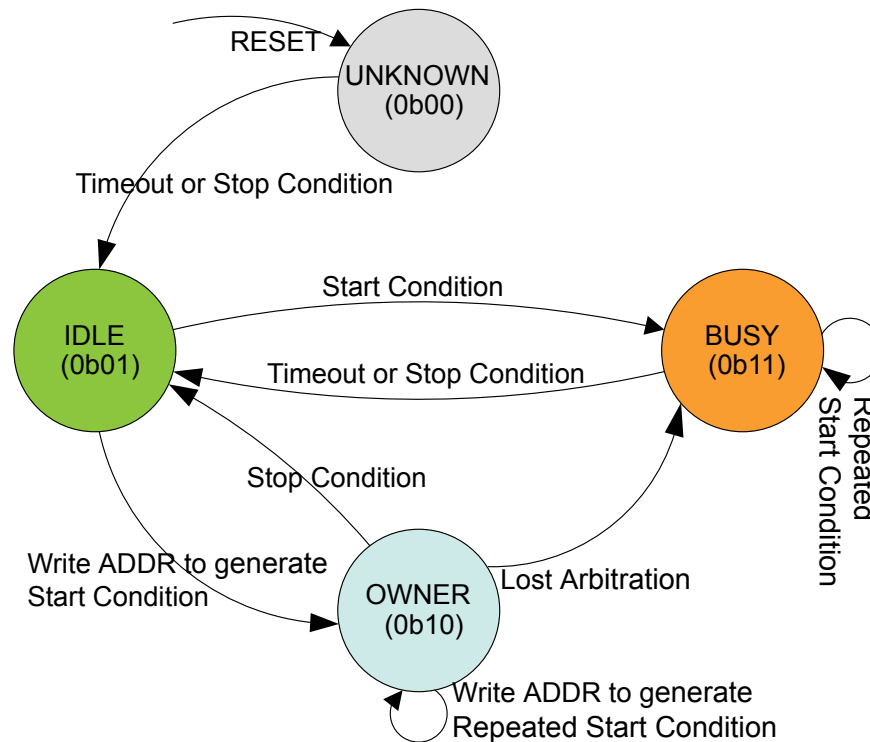 RESET
UNKNOWN
(0b00)
Timeout or Stop Condition
Start Condition
IDLE
(0b01)
BUSY
(0b11)
Timeout or Stop Condition
Repeated
Start Condition
Stop Condition
Write ADDR to generate
Start Condition
Lost Arbitration
OWNER
(0b10)
Write ADDR to generate
Repeated Start Condition